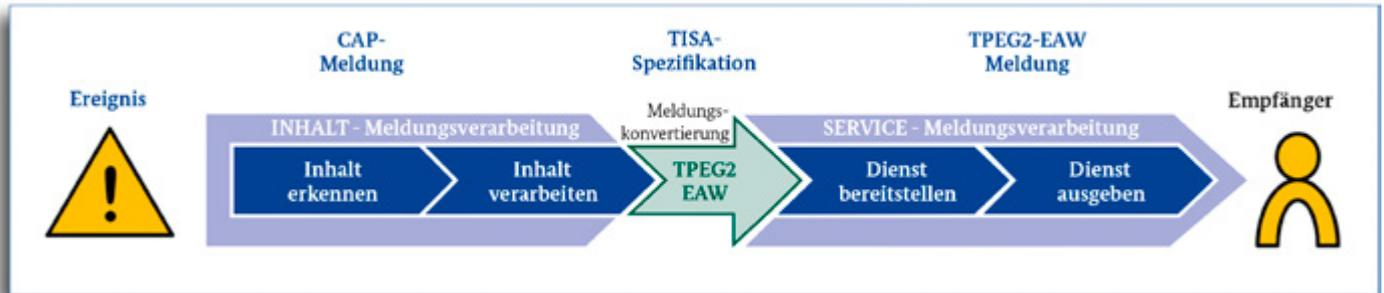 CAP-
Meldung
TISA-
Spezifikation
TPEG2-EAW
Meldung
Ereignis
Empfänger
INHALT - Meldungsverarbeitung
Meldungs-
konvertierung
SERVICE - Meldungsverarbeitung
Inhalt
erkennen
Inhalt
verarbeiten
TPEG2
EAW
Dienst
bereitstellen
Dienst
ausgeben